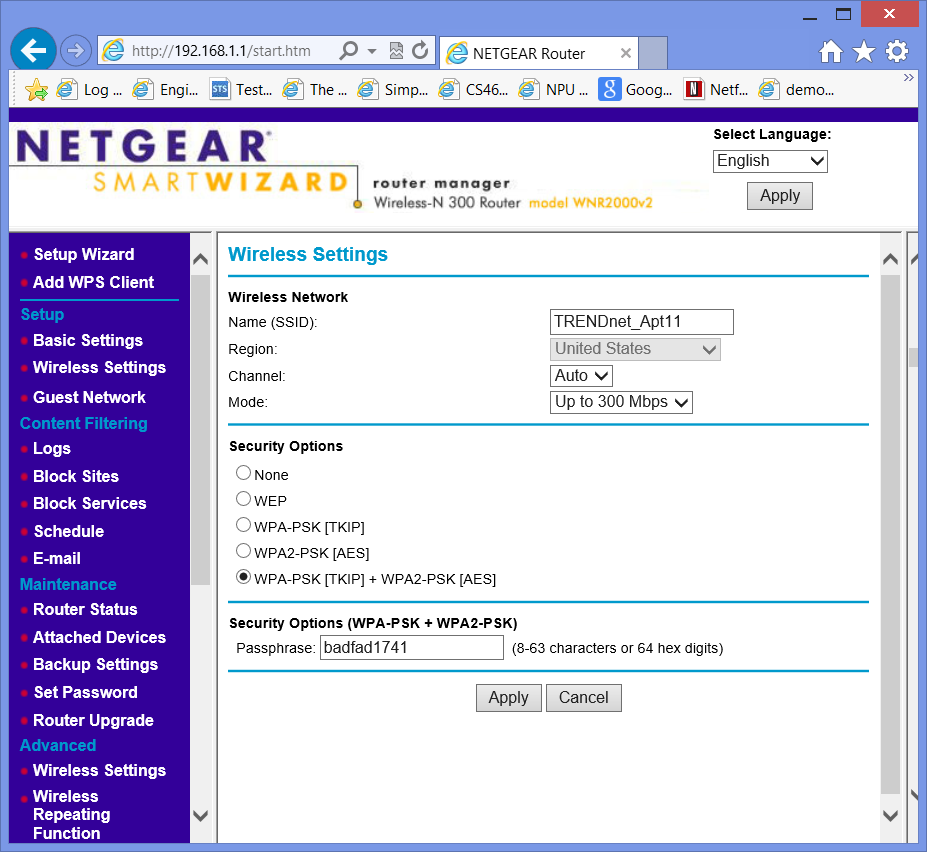 http://192.168.1.1/start.htm
NETGEAR Router
Log ...
Engi...
STS
Test...
The ...
Simp...
CS46...
NPU ...
g
Goog...
N
Netf...
demo...
NETGEAR®
SMARTWIZARD
router manager
Wireless-N 300 Router model WNR2000v2
Select Language:
English
Apply
Setup Wizard
Add WPS Client
Setup
Basic Settings
Wireless Settings
Guest Network
Content Filtering
Logs
Block Sites
Block Services
Schedule
E-mail
Maintenance
Router Status
Attached Devices
Backup Settings
Set Password
Router Upgrade
Advanced
Wireless Settings
Wireless
Repeating
Function
Wireless Settings
Wireless Network
Name (SSID): TRENDnet_Apt11
Region: United States
Channel: Auto
Mode: Up to 300 Mbps
Security Options
None
WEP
WPA-PSK [TKIP]
WPA2-PSK [AES]
WPA-PSK [TKIP] + WPA2-PSK [AES]
Security Options (WPA-PSK + WPA2-PSK)
Passphrase: badfad1741 (8-63 characters or 64 hex digits)
Apply Cancel